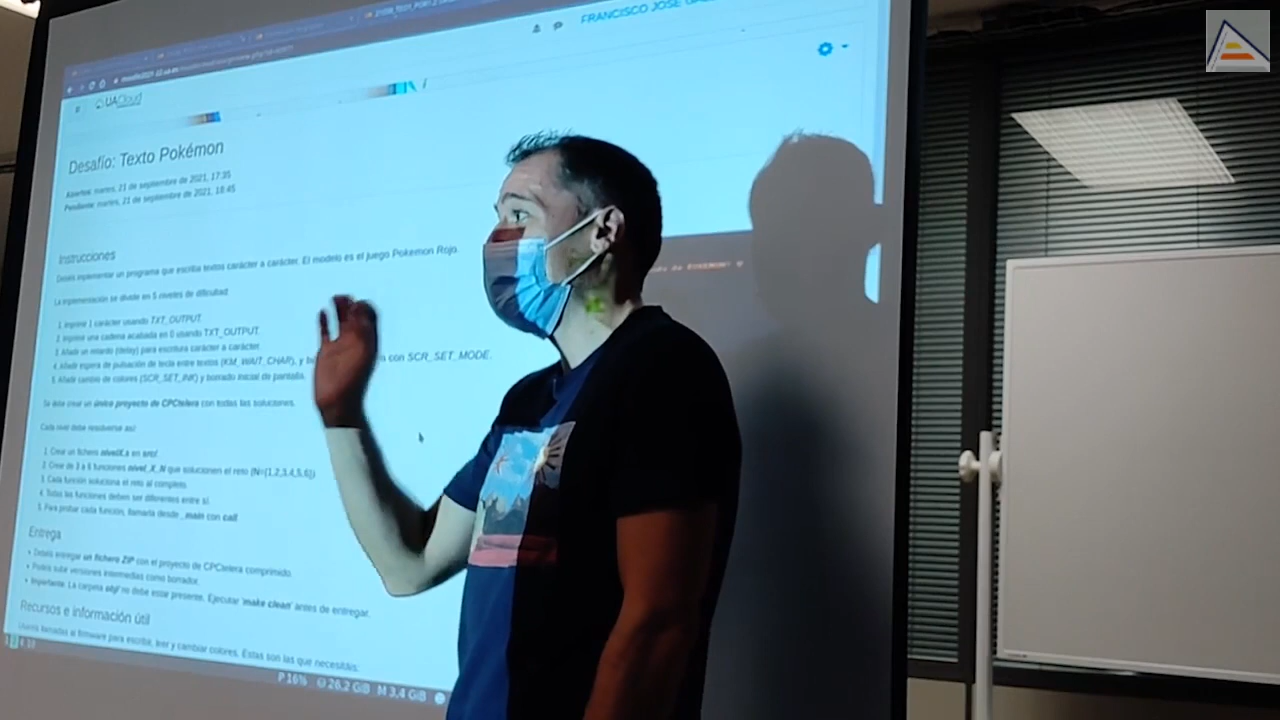 FRANCISCO JOSE
UACloud
Desafío: Texto Pokémon
Abierto: martes, 21 de septiembre de 2021, 17:35
Pendiente: martes, 21 de septiembre de 2021, 18:45
Instrucciones
Debéis implementar un programa que escriba textos carácter a carácter. El modelo es el juego Pokemon Rojo.
La implementación se divide en 5 niveles de dificultad:
1. Imprimir 1 carácter usando TXT_OUTPUT.
2. Imprimir una cadena acabada en 0 usando TXT_OUTPUT.
3. Añadir un retardo (delay) para escritura carácter a carácter.
4. Añadir espera de pulsación de tecla entre textos (KM_WAIT_CHAR), y con SCR_SET_MODE.
5. Añadir cambio de colores (SCR_SET_INK) y borrado inicial de pantalla.
Se debe crear un único proyecto de CPCtelera con todas las soluciones.
Cada nivel debe resolverse así:
1. Crear un fichero nivelX.s en src/.
2. Crear de 3 a 6 funciones nivel_X_N que solucionen el reto (N={1,2,3,4,5,6})
3. Cada función soluciona el reto al completo.
4. Todas las funciones deben ser diferentes entre sí.
5. Para probar cada función, llamarla desde _main con call.
Entrega
• Debéis entregar un fichero ZIP con el proyecto de CPCtelera comprimido.
• Podéis subir versiones intermedias como borrador.
• Importante: La carpeta obj/ no debe estar presente. Ejecutar 'make clean' antes de entregar.
Recursos e información útil
Usaréis llamadas al firmware para escribir, leer y cambiar colores. Estas son las que necesitáis:
P 16% 26,2 GiB M 3,4 GiB